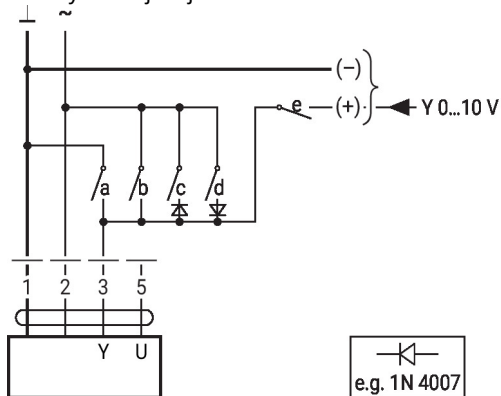 ⊥ ~
(–)
e (+) Y 0...10 V
a b c d
1 2 3 5
Y U
e.g. 1N 4007